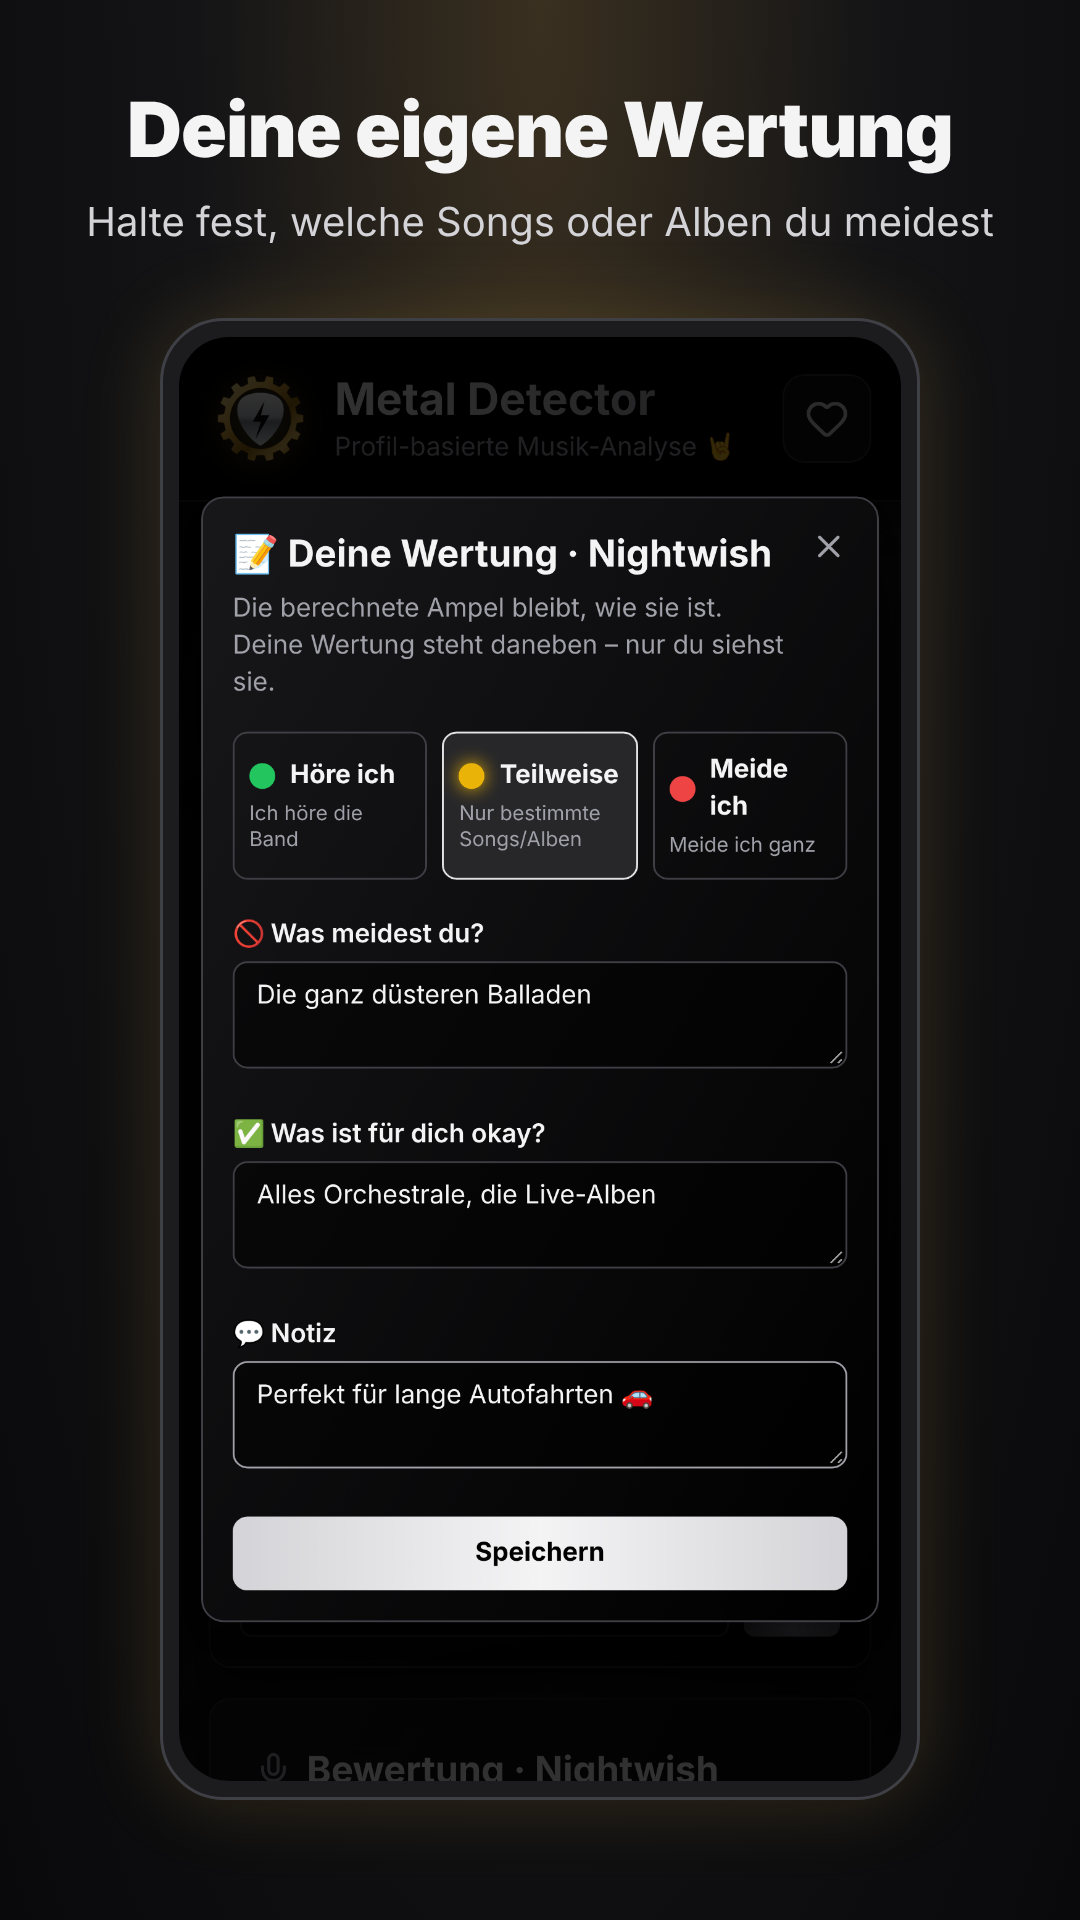 Deine eigene Wertung
Halte fest, welche Songs oder Alben du meidest
Metal Detector
Profil-basierte Musik-Analyse 🤘
📝 Deine Wertung · Nightwish
Die berechnete Ampel bleibt, wie sie ist.
Deine Wertung steht daneben – nur du siehst
sie.
Höre ich
Ich höre die
Band
Teilweise
Nur bestimmte
Songs/Alben
Meide
ich
Meide ich ganz
🚫 Was meidest du?
Die ganz düsteren Balladen
✅ Was ist für dich okay?
Alles Orchestrale, die Live-Alben
💬 Notiz
Perfekt für lange Autofahrten 🚗
Speichern
Bewertung · Nightwish